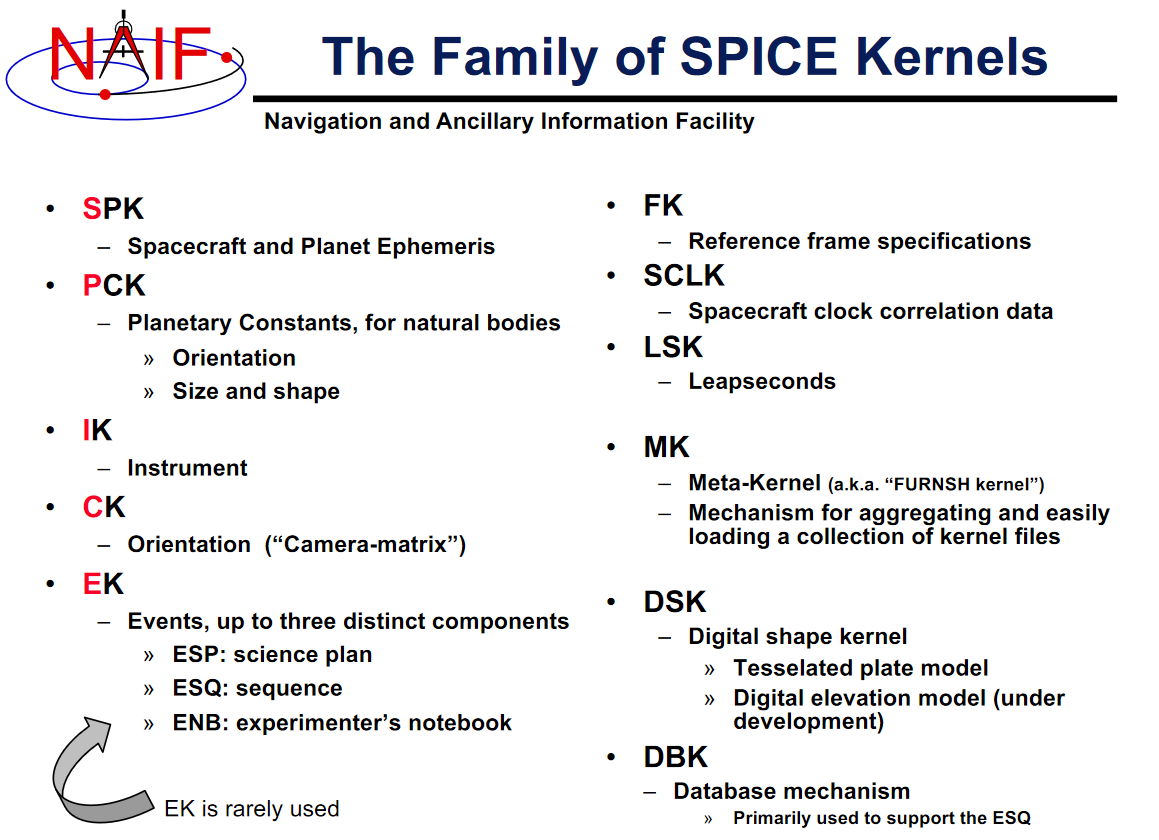 NAIF
The Family of SPICE Kernels
Navigation and Ancillary Information Facility
• SPK
– Spacecraft and Planet Ephemeris
• PCK
– Planetary Constants, for natural bodies
» Orientation
» Size and shape
• IK
– Instrument
• CK
– Orientation (“Camera-matrix”)
• EK
– Events, up to three distinct components
» ESP: science plan
» ESQ: sequence
» ENB: experimenter’s notebook
EK is rarely used
• FK
– Reference frame specifications
• SCLK
– Spacecraft clock correlation data
• LSK
– Leapseconds
• MK
– Meta-Kernel (a.k.a. “FURNSH kernel”)
– Mechanism for aggregating and easily
loading a collection of kernel files
• DSK
– Digital shape kernel
» Tesselated plate model
» Digital elevation model (under
development)
• DBK
– Database mechanism
» Primarily used to support the ESQ